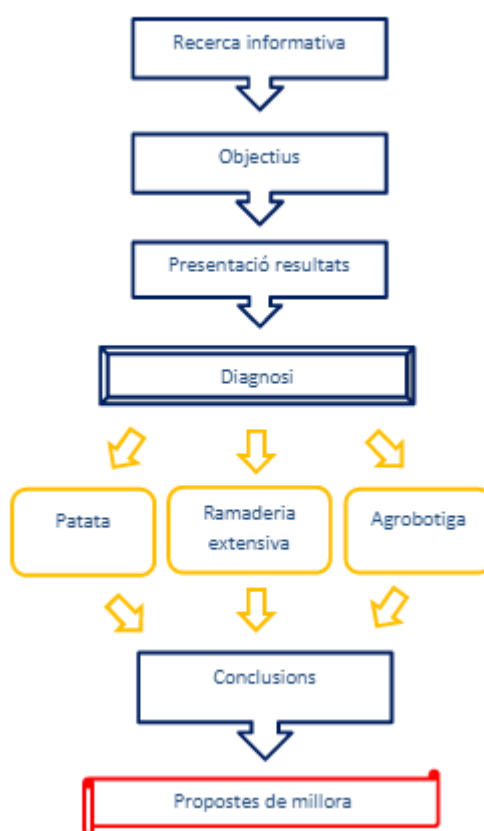 Recerca informativa
Objectius
Presentació resultats
Diagnosi
Patata
Ramaderia
extensiva
Agrobotiga
Conclusions
Propostes de millora